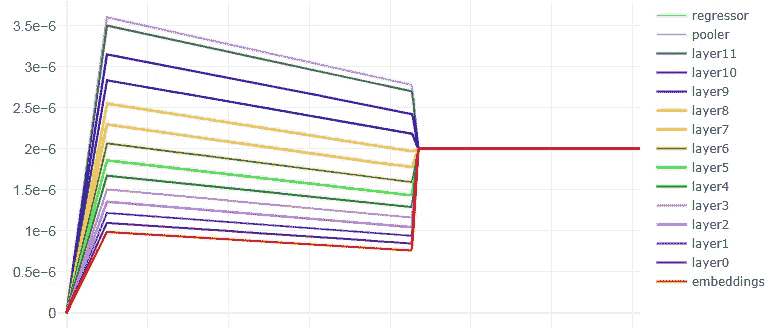 3.5e-6
3e-6
2.5e-6
2e-6
1.5e-6
1e-6
0.5e-6
0
regressor
pooler
layer11
layer10
layer9
layer8
layer7
layer6
layer5
layer4
layer3
layer2
layer1
layer0
embeddings